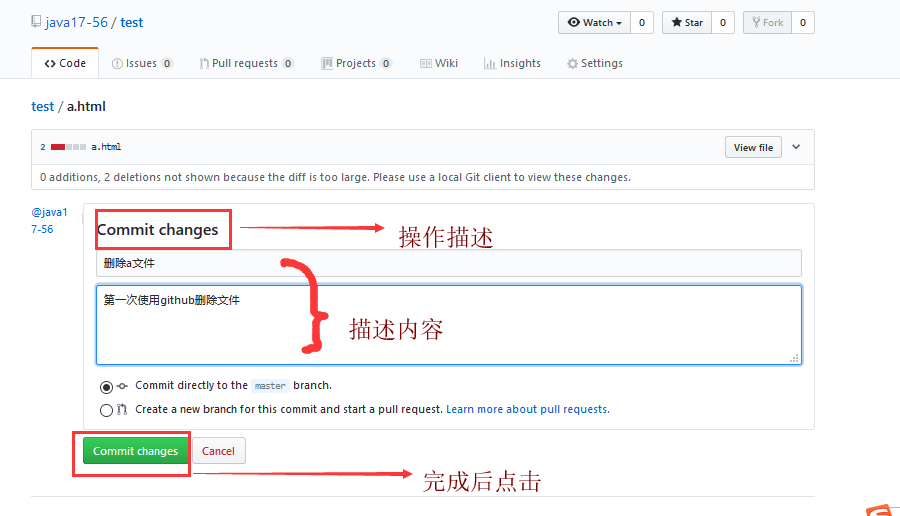 java17-56 / test
Watch 0 Star 0 Fork 0
Code Issues 0 Pull requests 0 Projects 0 Wiki Insights Settings
test / a.html
2 a.html View file
0 additions, 2 deletions not shown because the diff is too large. Please use a local Git client to view these changes.
@java1
7-56
Commit changes
操作描述
删除a文件
第一次使用github删除文件
描述内容
Commit directly to the master branch.
Create a new branch for this commit and start a pull request. Learn more about pull requests.
Commit changes Cancel
完成后点击